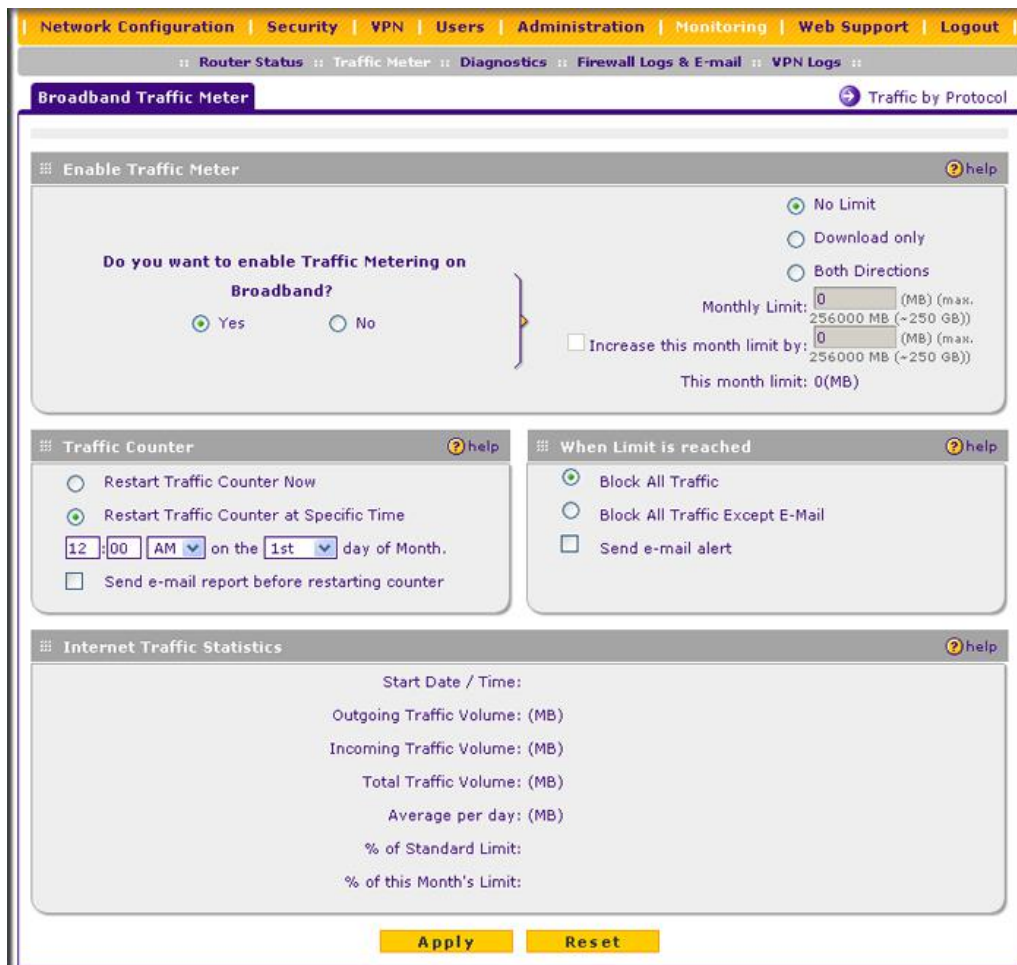 Network Configuration | Security | VPN | Users | Administration | Monitoring | Web Support | Logout
:: Router Status :: Traffic Meter :: Diagnostics :: Firewall Logs & E-mail :: VPN Logs ::
Broadband Traffic Meter
Traffic by Protocol
Enable Traffic Meter
? help
Do you want to enable Traffic Metering on
Broadband?
Yes No
No Limit
Download only
Both Directions
Monthly Limit: 0 (MB) (max.
256000 MB (~250 GB))
Increase this month limit by: 0 (MB) (max.
256000 MB (~250 GB))
This month limit: 0(MB)
Traffic Counter
? help
Restart Traffic Counter Now
Restart Traffic Counter at Specific Time
12 : 00 AM on the 1st day of Month.
Send e-mail report before restarting counter
When Limit is reached
? help
Block All Traffic
Block All Traffic Except E-Mail
Send e-mail alert
Internet Traffic Statistics
? help
Start Date / Time:
Outgoing Traffic Volume: (MB)
Incoming Traffic Volume: (MB)
Total Traffic Volume: (MB)
Average per day: (MB)
% of Standard Limit:
% of this Month's Limit:
Apply Reset